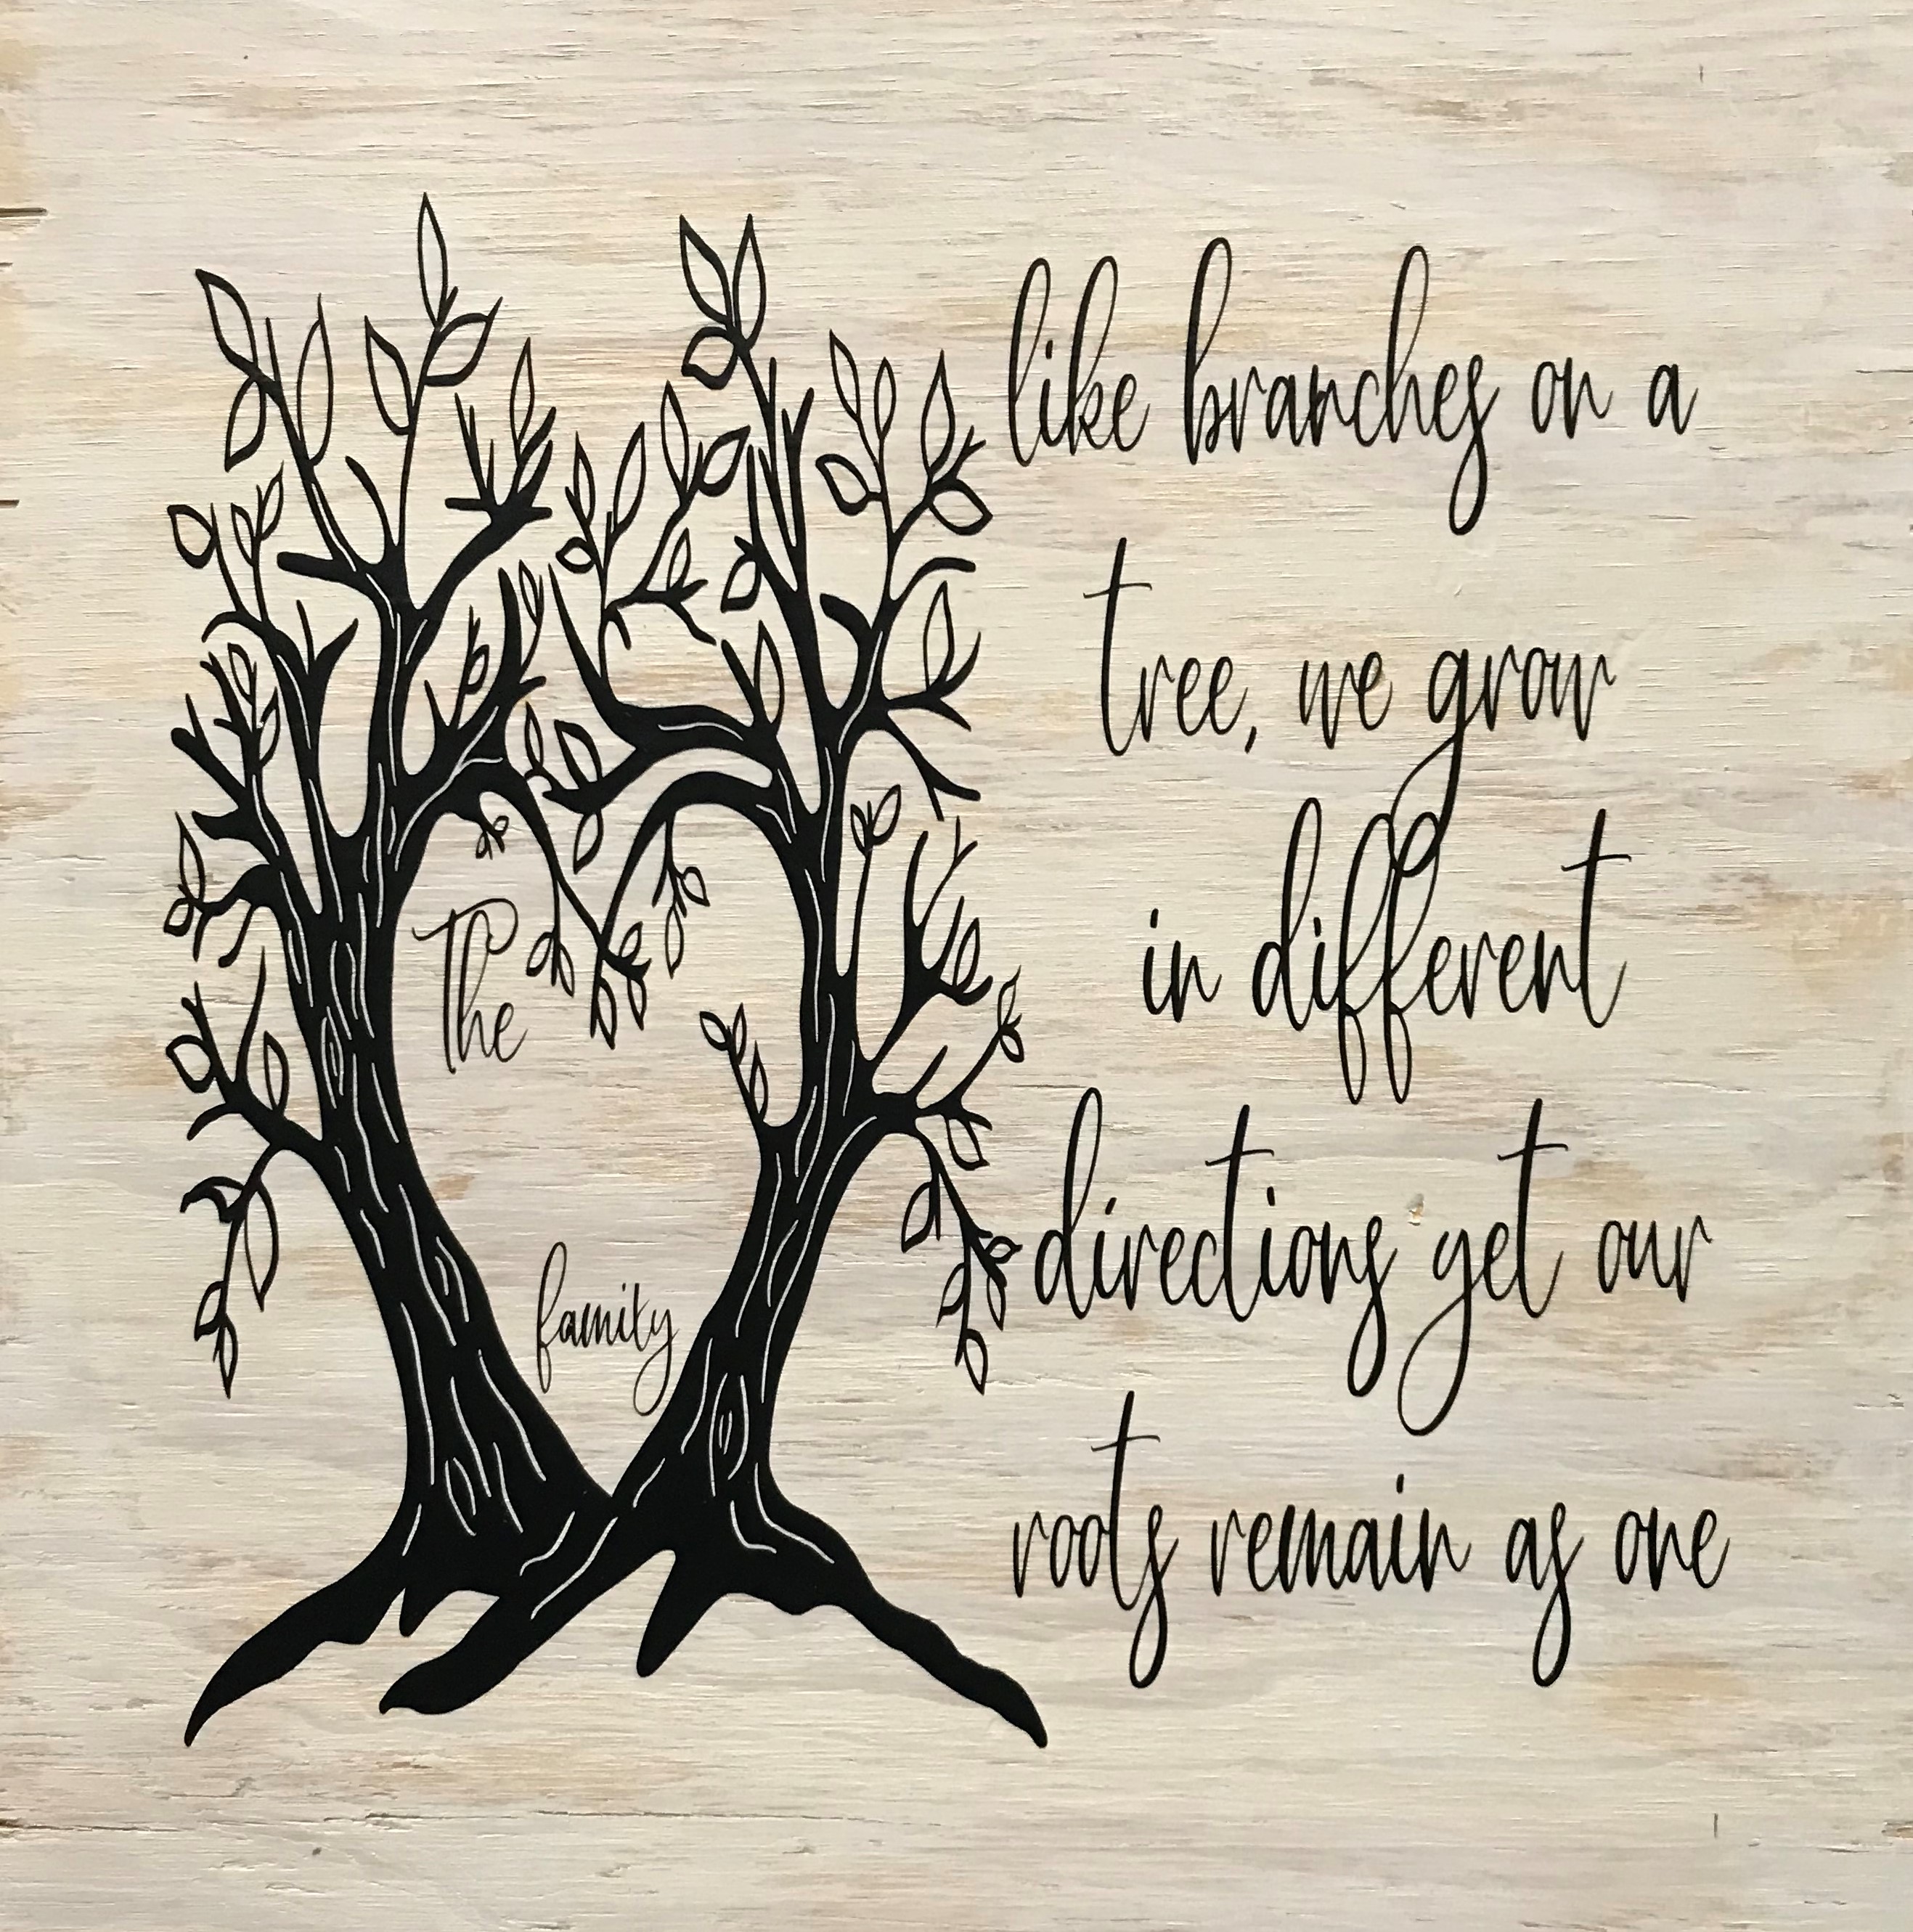 The
family
like branches on a
tree, we grow
in different
directions yet our
roots remain as one